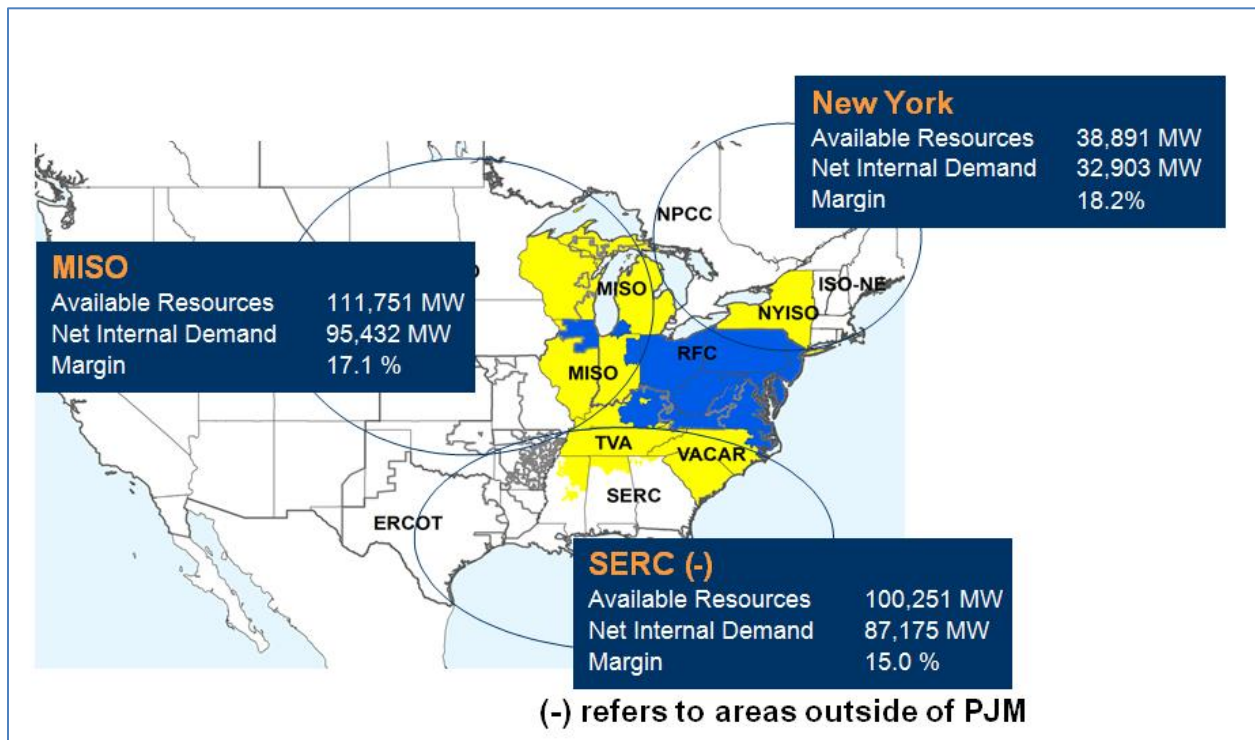 New York
Available Resources 38,891 MW
Net Internal Demand 32,903 MW
Margin 18.2%
NPCC
MISO
Available Resources 111,751 MW
Net Internal Demand 95,432 MW
Margin 17.1 %
MISO
ISO-NE
NYISO
RFC
MISO
TVA
VACAR
SERC
ERCOT
SERC (-)
Available Resources 100,251 MW
Net Internal Demand 87,175 MW
Margin 15.0 %
(-) refers to areas outside of PJM